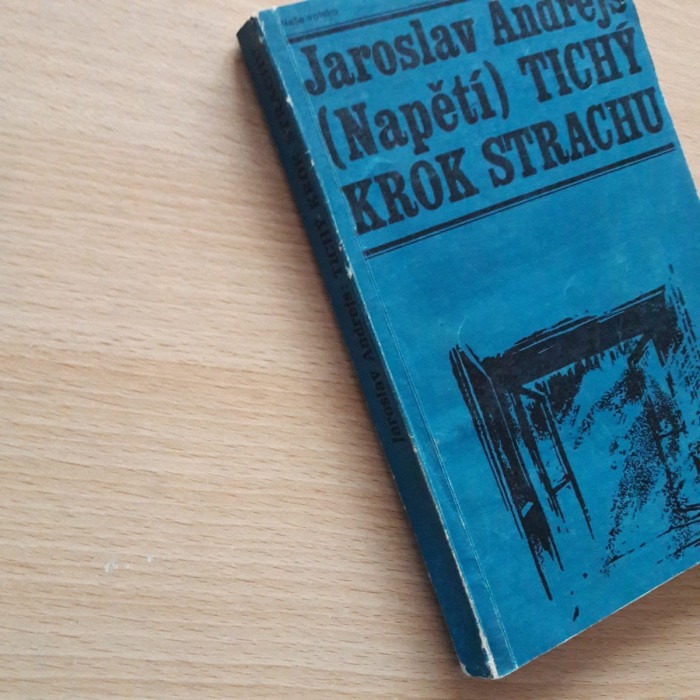 Naše vojsko
Jaroslav Andrejs
(Napětí) TICHÝ
KROK STRACHU
Jaroslav Andrejs: TICHÝ KROK STRACHU